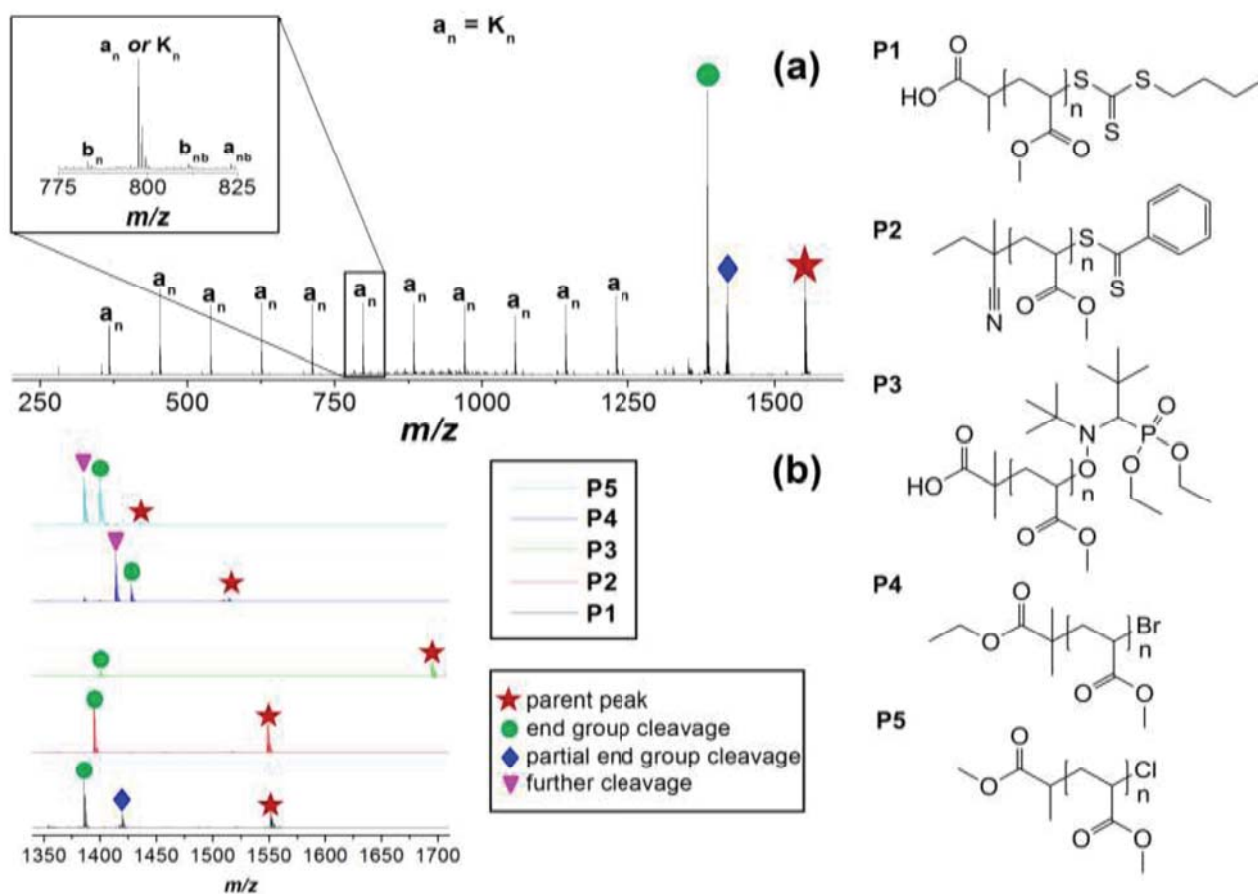 aₙ = Kₙ
(a)
aₙ or Kₙ
bₙ
bₙb
aₙb
775 800 825
m/z
aₙ
aₙ
aₙ
aₙ
aₙ
aₙ
aₙ
aₙ
aₙ
aₙ
aₙ
250 500 750 1000 1250 1500
m/z
(b)
P5
P4
P3
P2
P1
parent peak
end group cleavage
partial end group cleavage
further cleavage
1350 1400 1450 1500 1550 1600 1650 1700
m/z
P1
O
HO
n
S
S
S
O
O
P2
S
n
S
O
O
N
P3
O
P
N
O
O
O
O
HO
n
O
O
P4
O
O
Br
n
O
O
P5
O
O
Cl
n
O
O